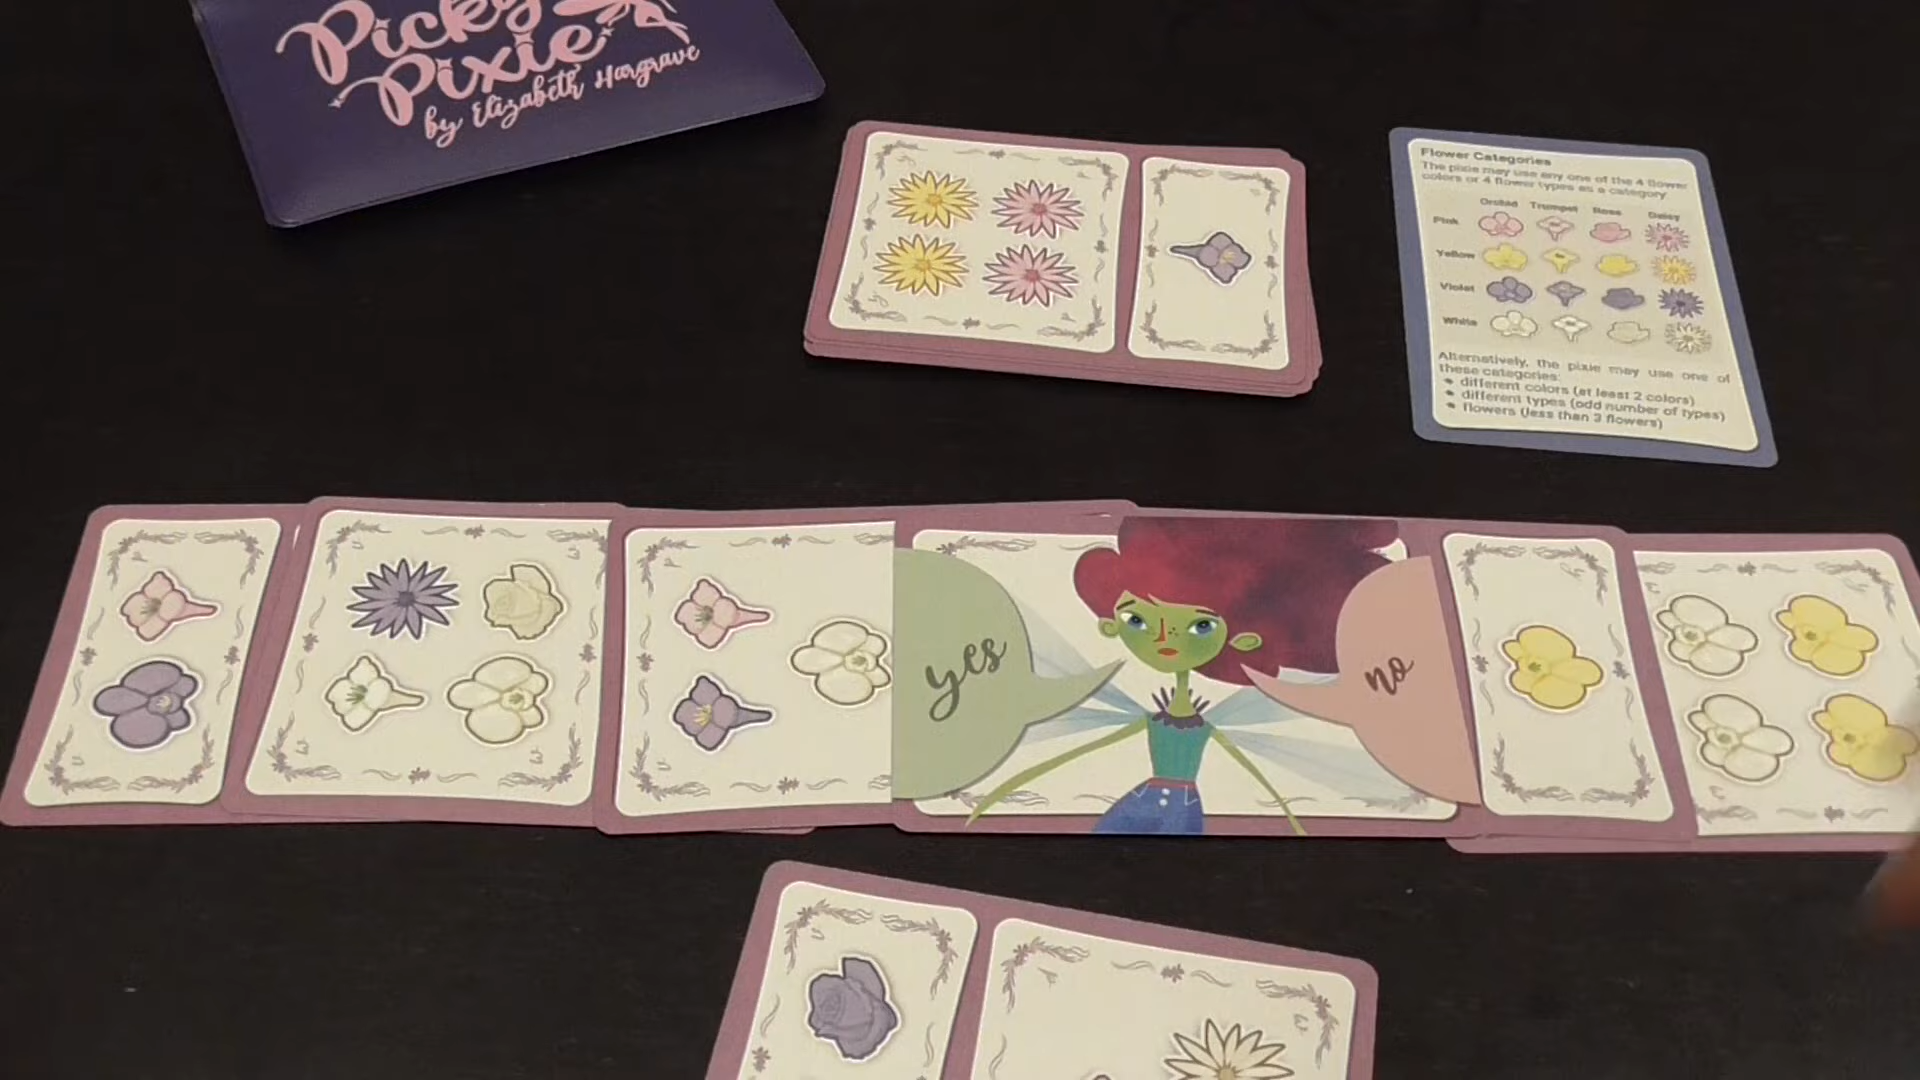 Picky
Pixie
by Elizabeth Hargrave
Flower Categories
The pixie may use any one of the 4 flower
colors or 4 flower types as a category
Orchid Trumpet Rose Daisy
Pink
Yellow
Violet
White
Alternatively, the pixie may use one of
these categories:
• different colors (at least 2 colors)
• different types (odd number of types)
• flowers (less than 3 flowers)
yes
no